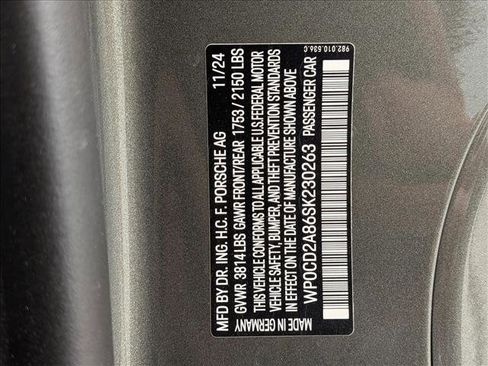 MFD BY DR. ING. H.C. F. PORSCHE AG 11/24
GVWR 3814 LBS GAWR FRONT/REAR 1753 / 2150 LBS
THIS VEHICLE CONFORMS TO ALL APPLICABLE U.S. FEDERAL MOTOR
VEHICLE SAFETY, BUMPER, AND THEFT PREVENTION STANDARDS
IN EFFECT ON THE DATE OF MANUFACTURE SHOWN ABOVE
WP0CD2A86SK230263 PASSENGER CAR
MADE IN GERMANY
982.010.536.C